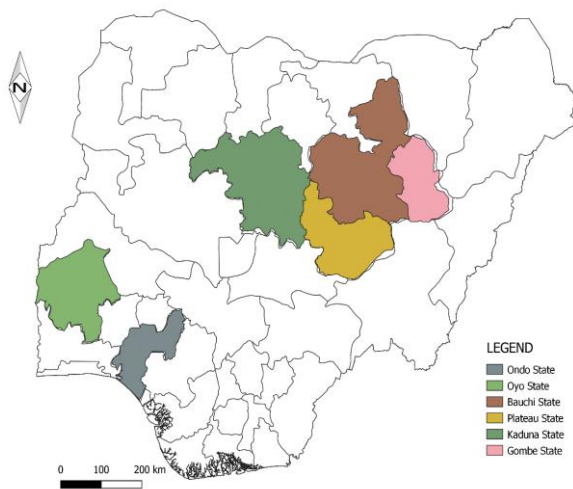 N
LEGEND
Ondo State
Oyo State
Bauchi State
Plateau State
Kaduna State
Gombe State
0 100 200 km